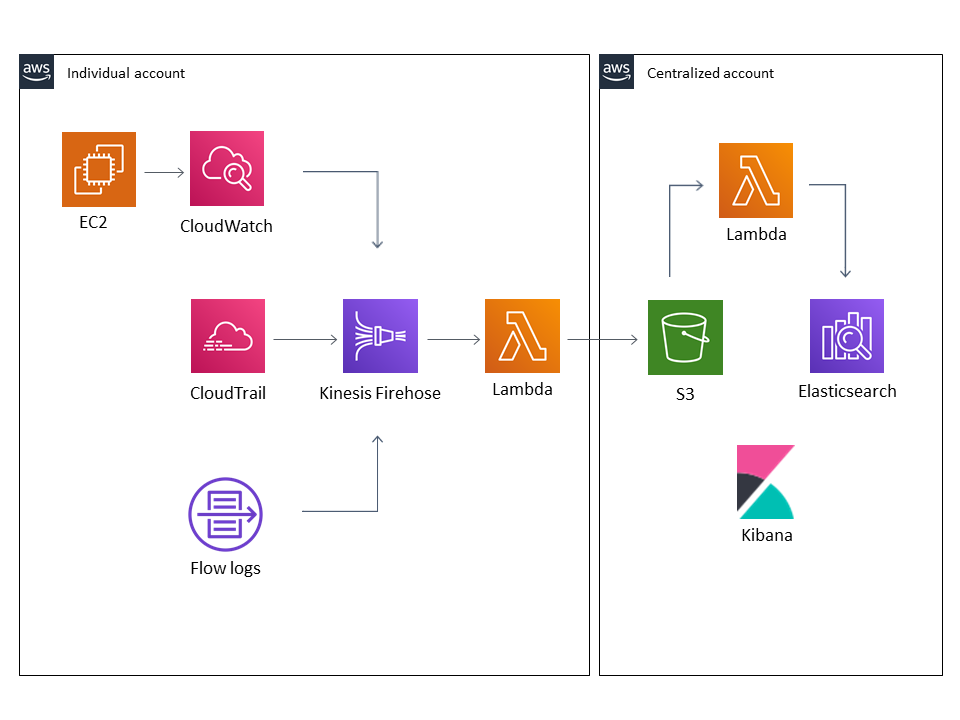 aws
Individual account
aws
Centralized account
EC2
CloudWatch
Lambda
CloudTrail
Kinesis Firehose
Lambda
S3
Elasticsearch
Flow logs
Kibana